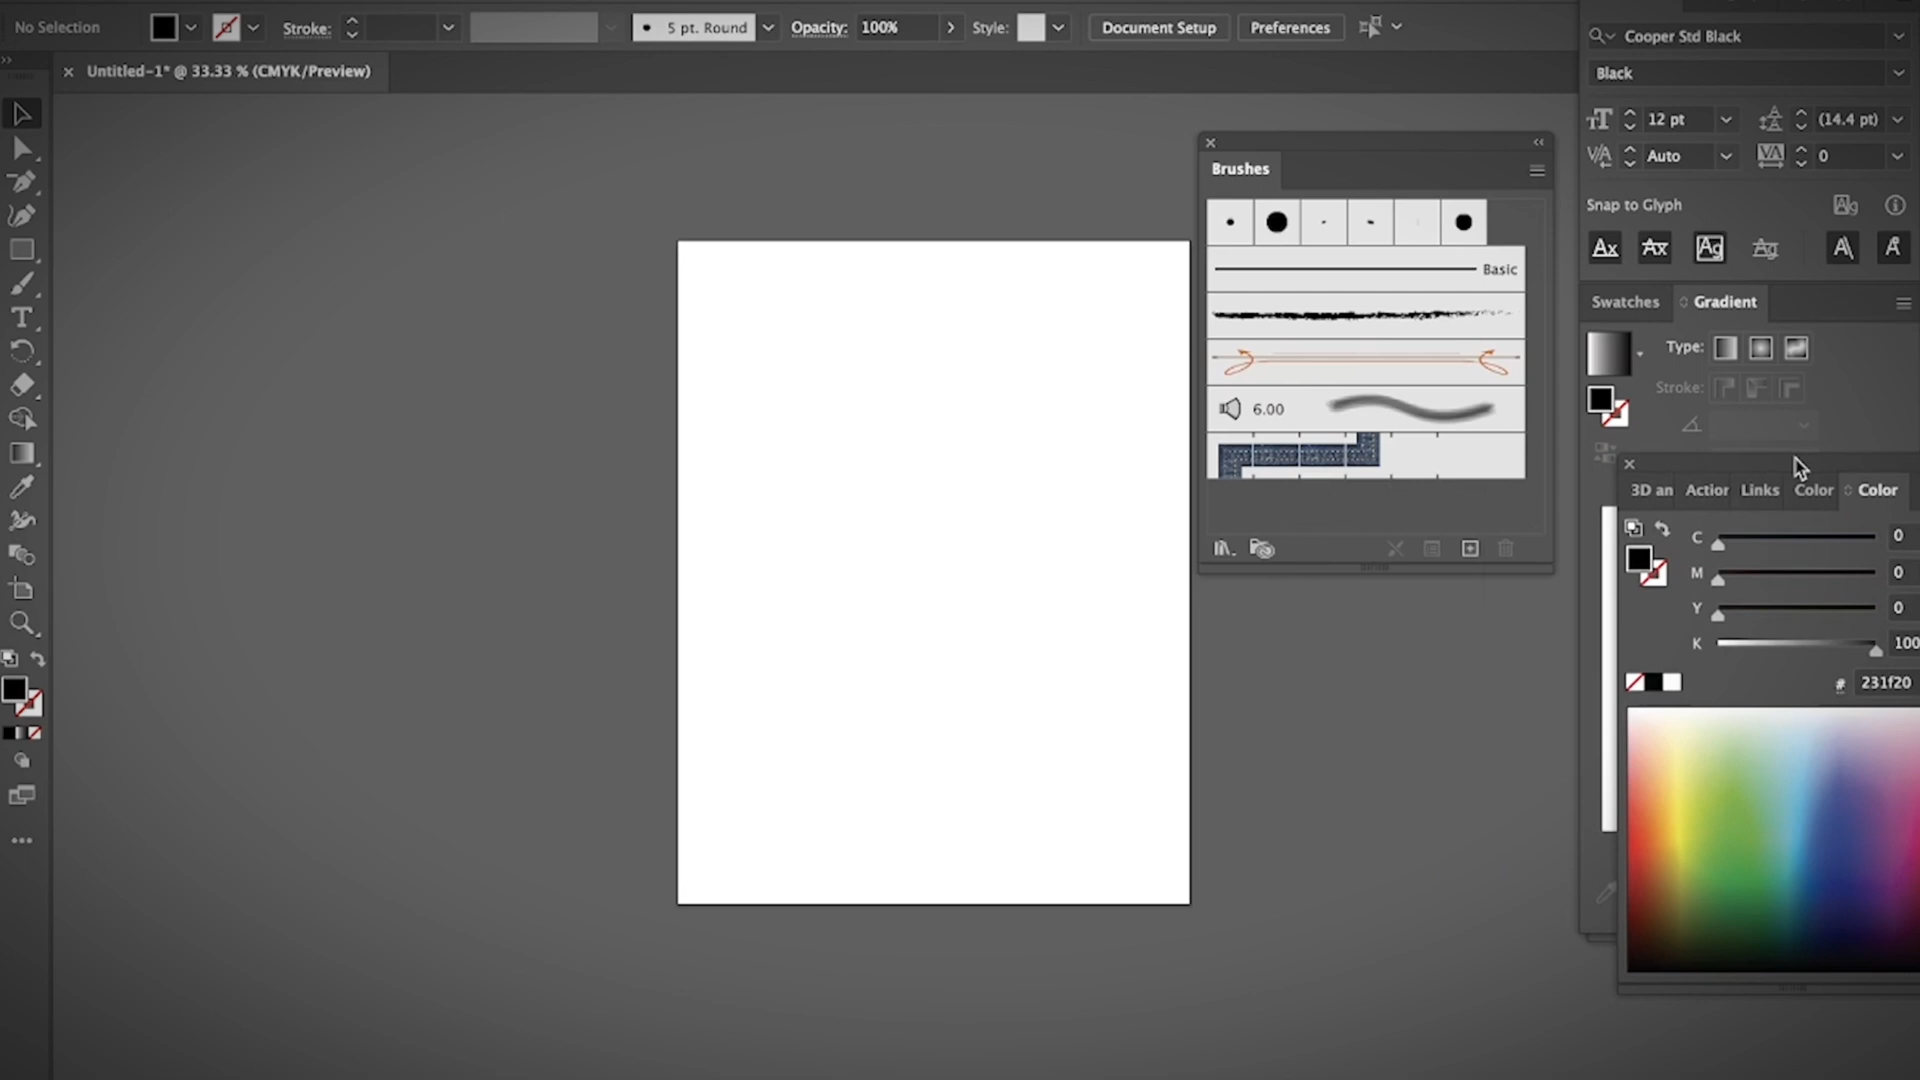 No Selection
Stroke:
5 pt. Round
Opacity:
100%
Style:
Document Setup
Preferences
Cooper Std Black
Untitled-1* @ 33.33 % (CMYK/Preview)
Black
12 pt
(14.4 pt)
Auto
0
Brushes
Snap to Glyph
Basic
Swatches
Gradient
Type:
Stroke:
6.00
3D an
Action
Links
Color
Color
C
0
M
0
Y
0
K
100
# 231f20